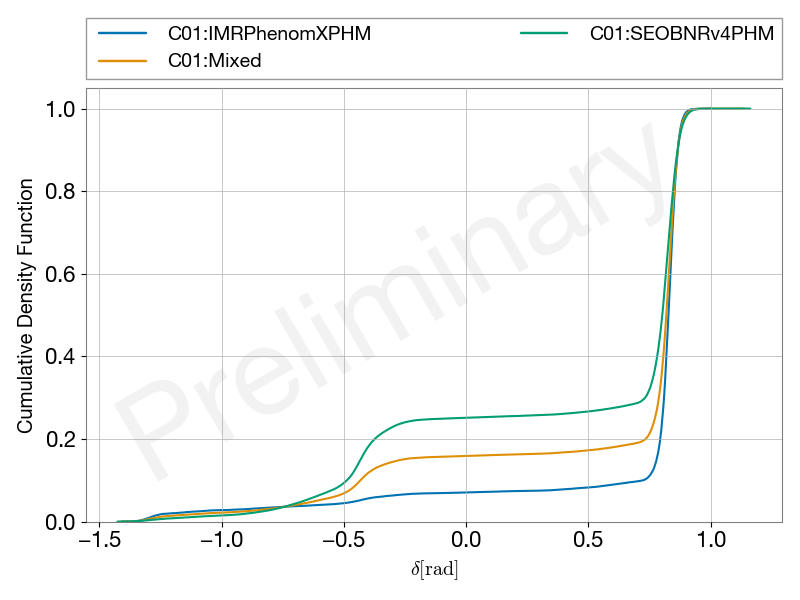 C01:IMRPhenomXPHM
C01:Mixed
C01:SEOBNRv4PHM
Cumulative Density Function
1.0
0.8
0.6
0.4
0.2
0.0
Preliminary
−1.5 −1.0 −0.5 0.0 0.5 1.0
δ[rad]